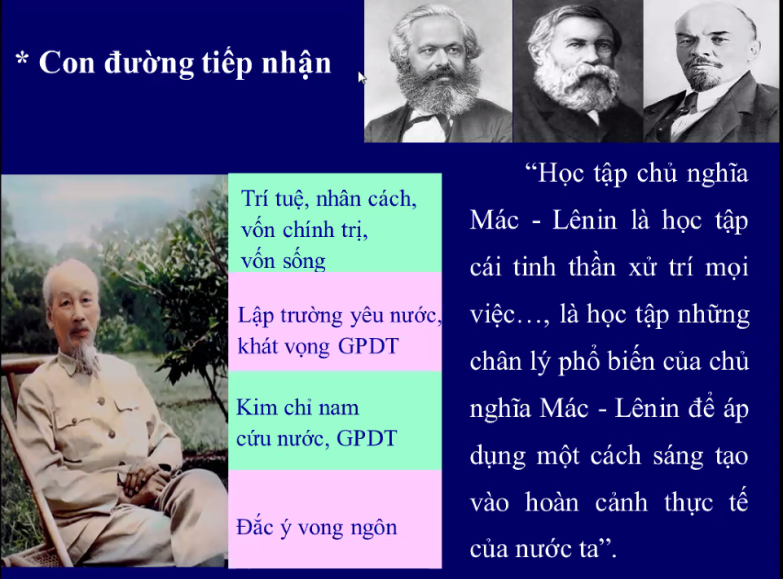 * Con đường tiếp nhận
Trí tuệ, nhân cách,
vốn chính trị,
vốn sống
Lập trường yêu nước,
khát vọng GPDT
Kim chỉ nam
cứu nước, GPDT
Đắc ý vong ngôn
“Học tập chủ nghĩa
Mác - Lênin là học tập
cái tinh thần xử trí mọi
việc…, là học tập những
chân lý phổ biến của chủ
nghĩa Mác - Lênin để áp
dụng một cách sáng tạo
vào hoàn cảnh thực tế
của nước ta”.